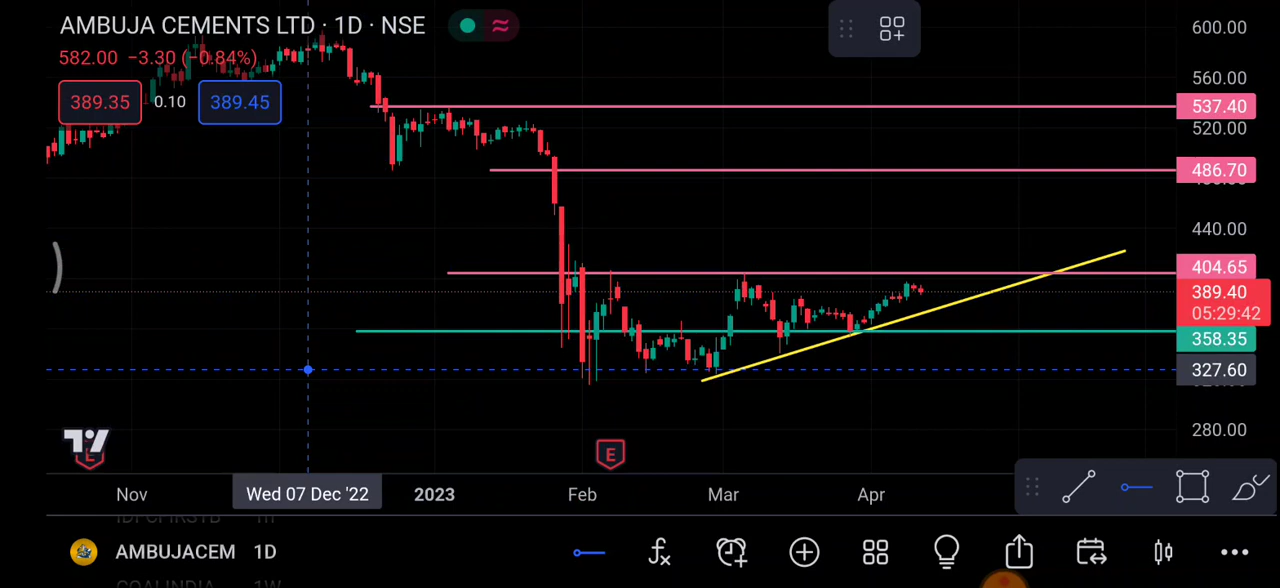 AMBUJA CEMENTS LTD · 1D · NSE
582.00 −3.30 (−0.84%)
389.35 0.10 389.45
600.00
560.00
537.40
520.00
486.70
440.00
404.65
389.40
05:29:42
358.35
327.60
280.00
E
E
Nov Wed 07 Dec '22 2023 Feb Mar Apr
AMBUJACEM 1D
COALINDIA 1W